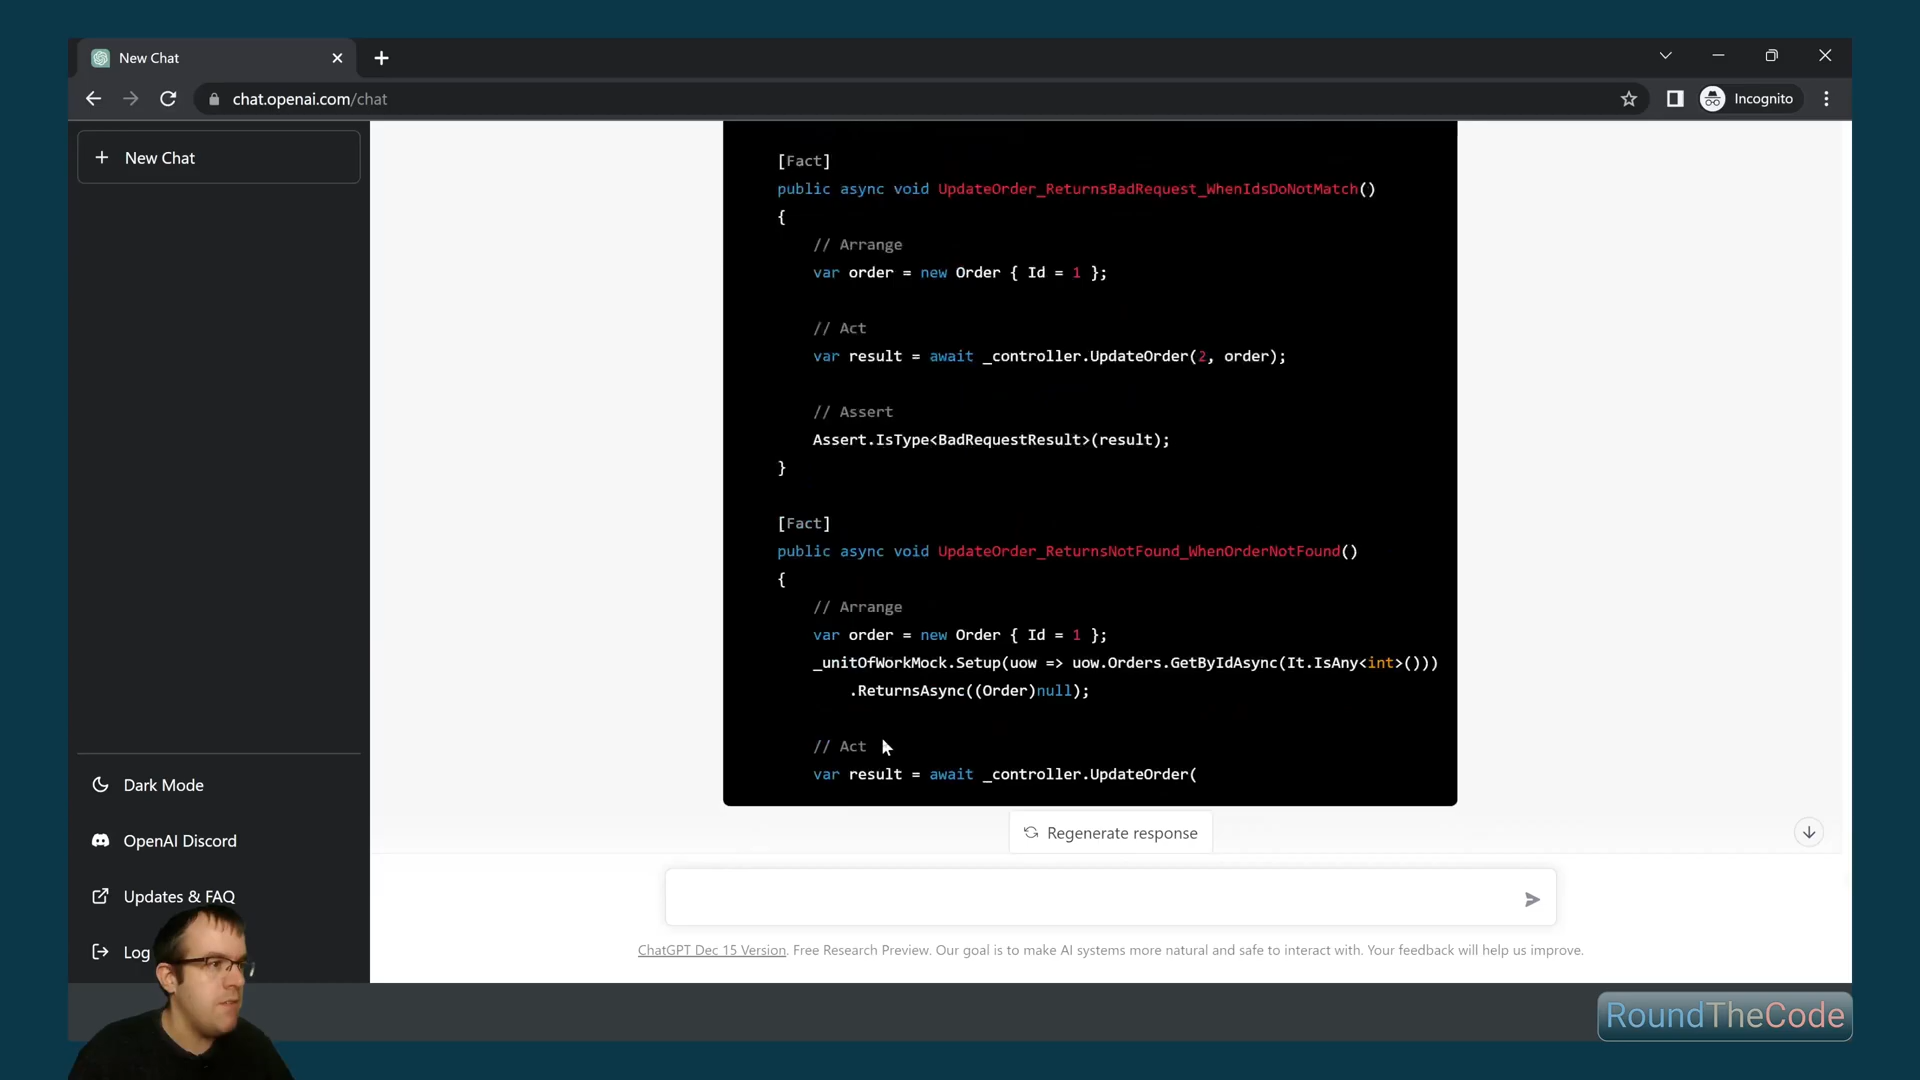 New Chat
chat.openai.com/chat
Incognito
New Chat
[Fact]
public async void UpdateOrder_ReturnsBadRequest_WhenIdsDoNotMatch()
{
// Arrange
var order = new Order { Id = 1 };
// Act
var result = await _controller.UpdateOrder(2, order);
// Assert
Assert.IsType<BadRequestResult>(result);
}
[Fact]
public async void UpdateOrder_ReturnsNotFound_WhenOrderNotFound()
{
// Arrange
var order = new Order { Id = 1 };
_unitOfWorkMock.Setup(uow => uow.Orders.GetByIdAsync(It.IsAny<int>()))
.ReturnsAsync((Order)null);
// Act
var result = await _controller.UpdateOrder(
Regenerate response
Dark Mode
OpenAI Discord
Updates & FAQ
Log
ChatGPT Dec 15 Version. Free Research Preview. Our goal is to make AI systems more natural and safe to interact with. Your feedback will help us improve.
RoundTheCode